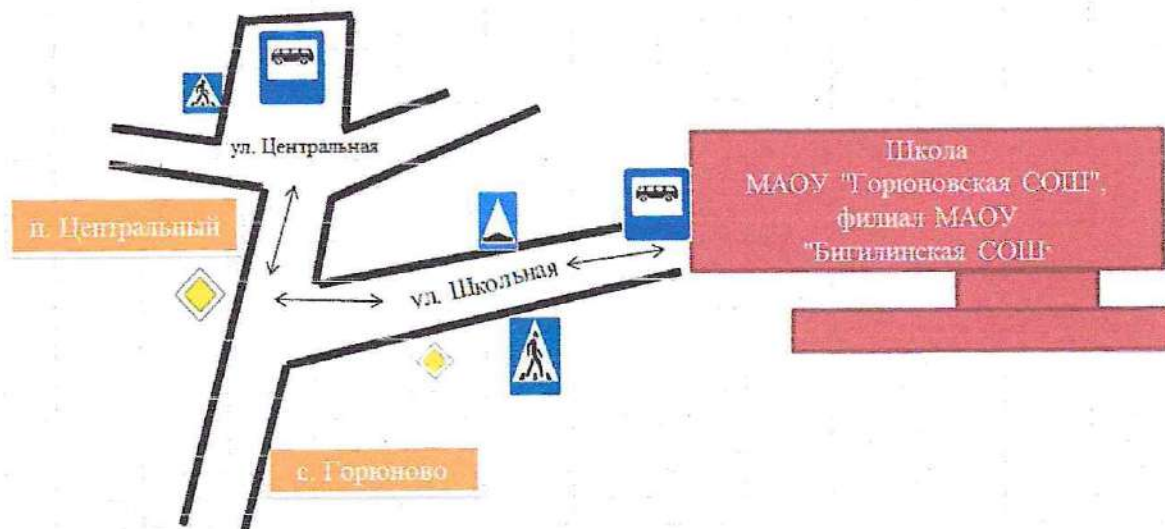 ул. Центральная
п. Центральный
ул. Школьная
Школа
МАОУ "Горюновская СОШ",
филиал МАОУ
"Бигилинская СОШ"
с. Горюново